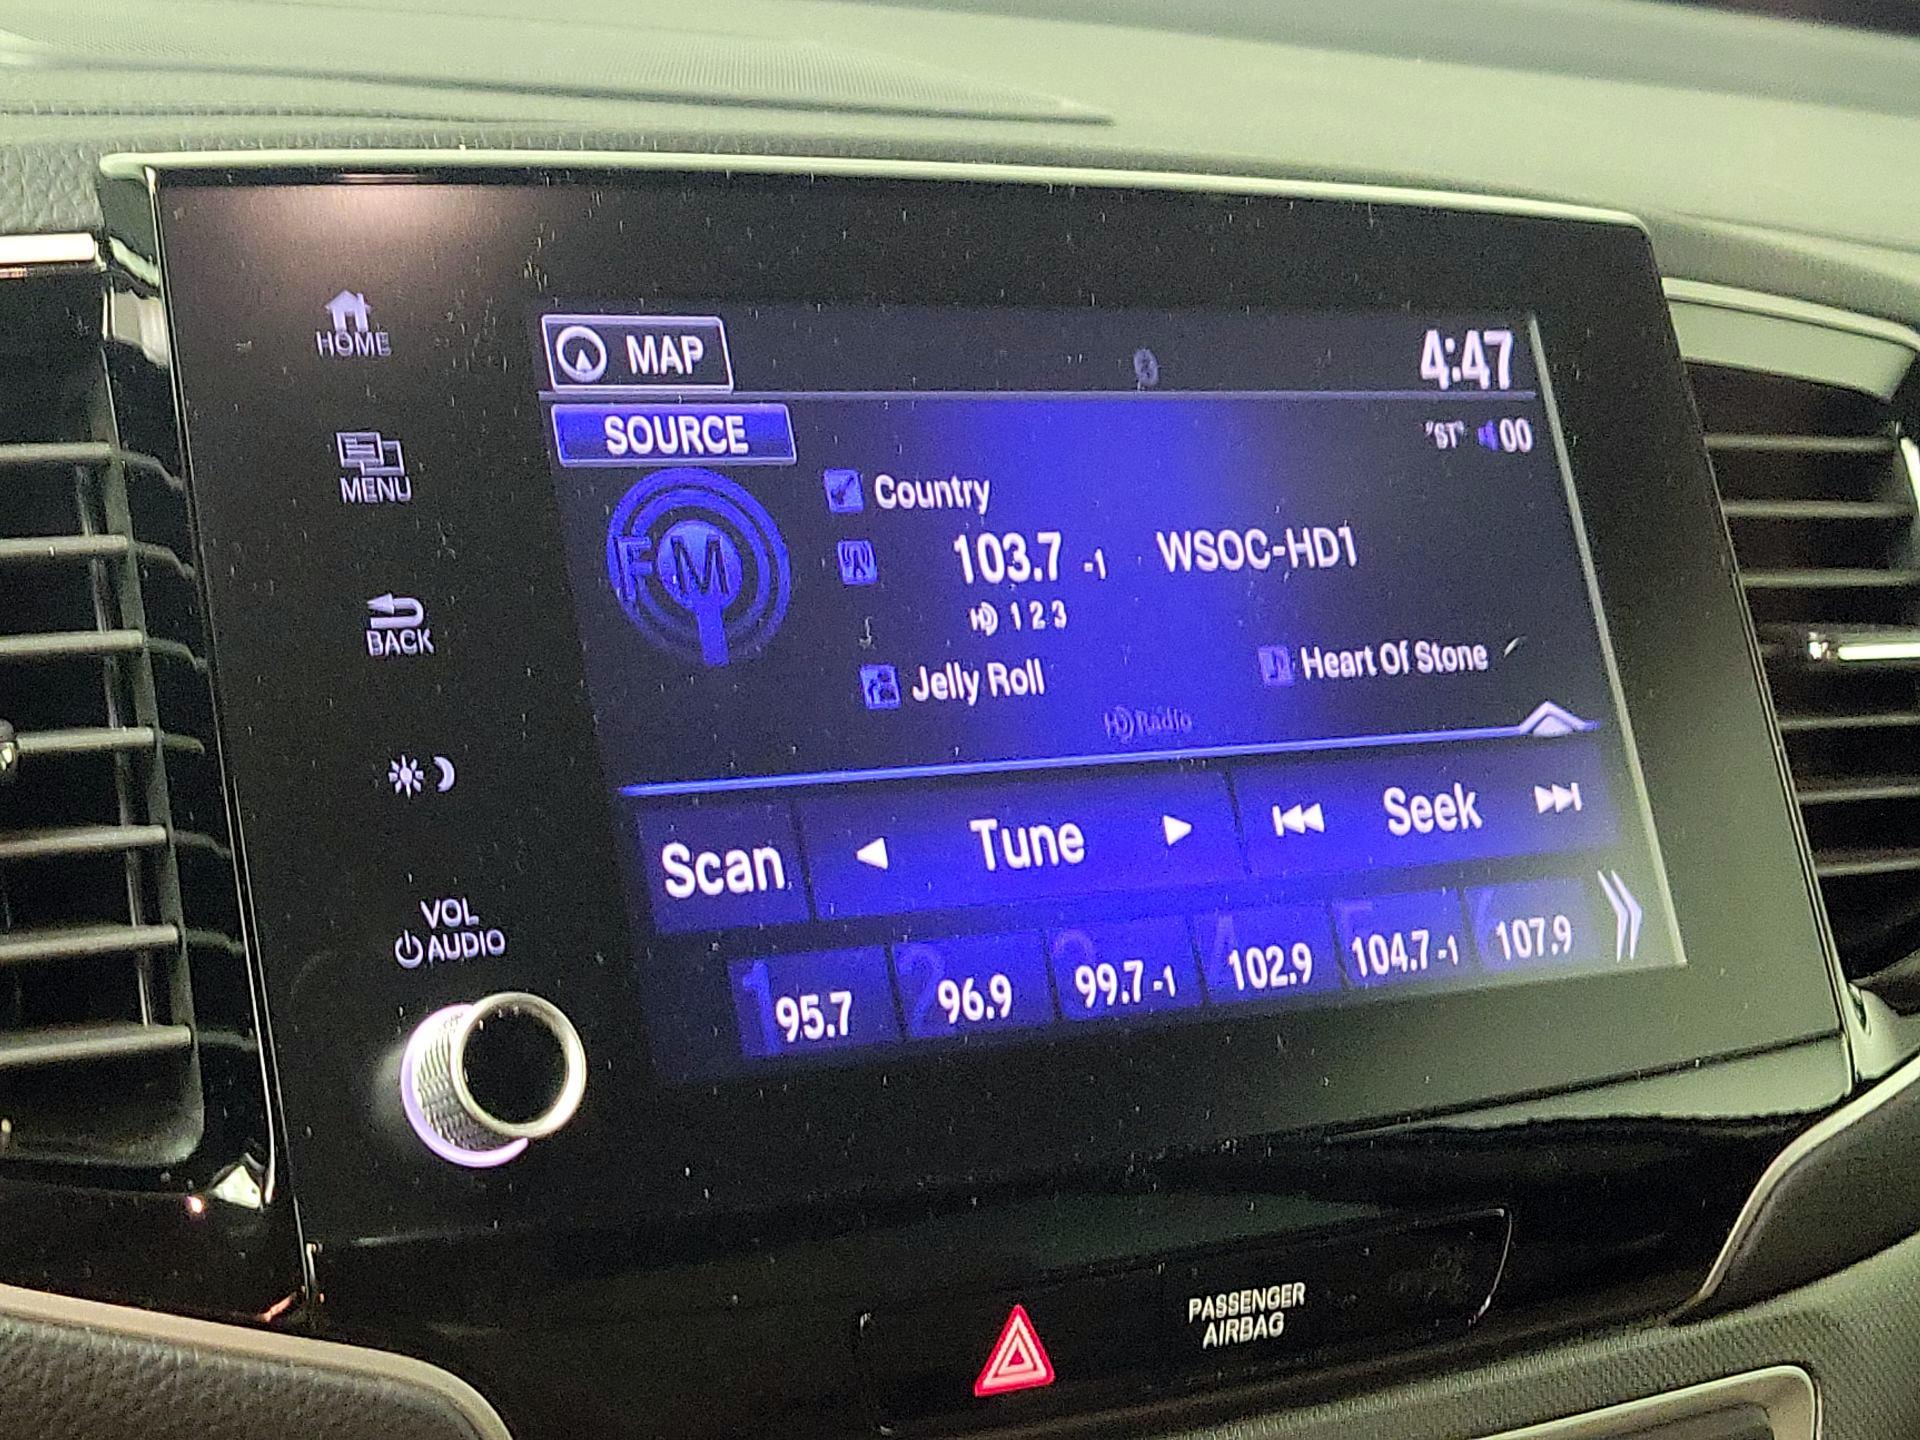 HOME
MAP
4:47
SOURCE
"ST" 00
MENU
Country
FM
103.7 -1 WSOC-HD1
HD 1 2 3
BACK
Jelly Roll
Heart Of Stone
HD Radio
Scan
Tune
Seek
VOL
AUDIO
1 95.7
2 96.9
3 99.7-1
4 102.9
5 104.7-1
6 107.9
PASSENGER
AIRBAG